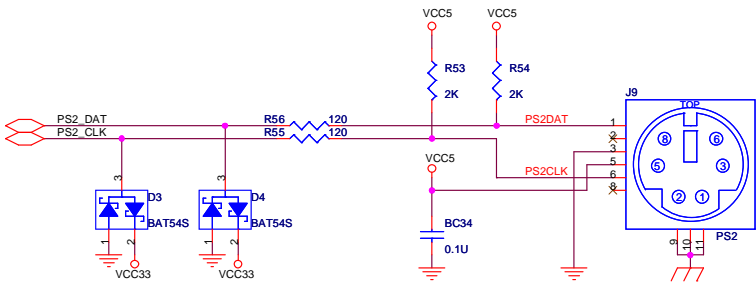 VCC5 VCC5
R53 R54
2K 2K
J9
TOP
PS2_DAT R56 120 PS2DAT 1
PS2_CLK R55 120 2
3
VCC5 5
PS2CLK 6
8
8 6
5 3
2 1
3 3
D3 D4
BAT54S BAT54S
BC34
0.1U
PS2
1 2 1 2
9 10 11
VCC33 VCC33